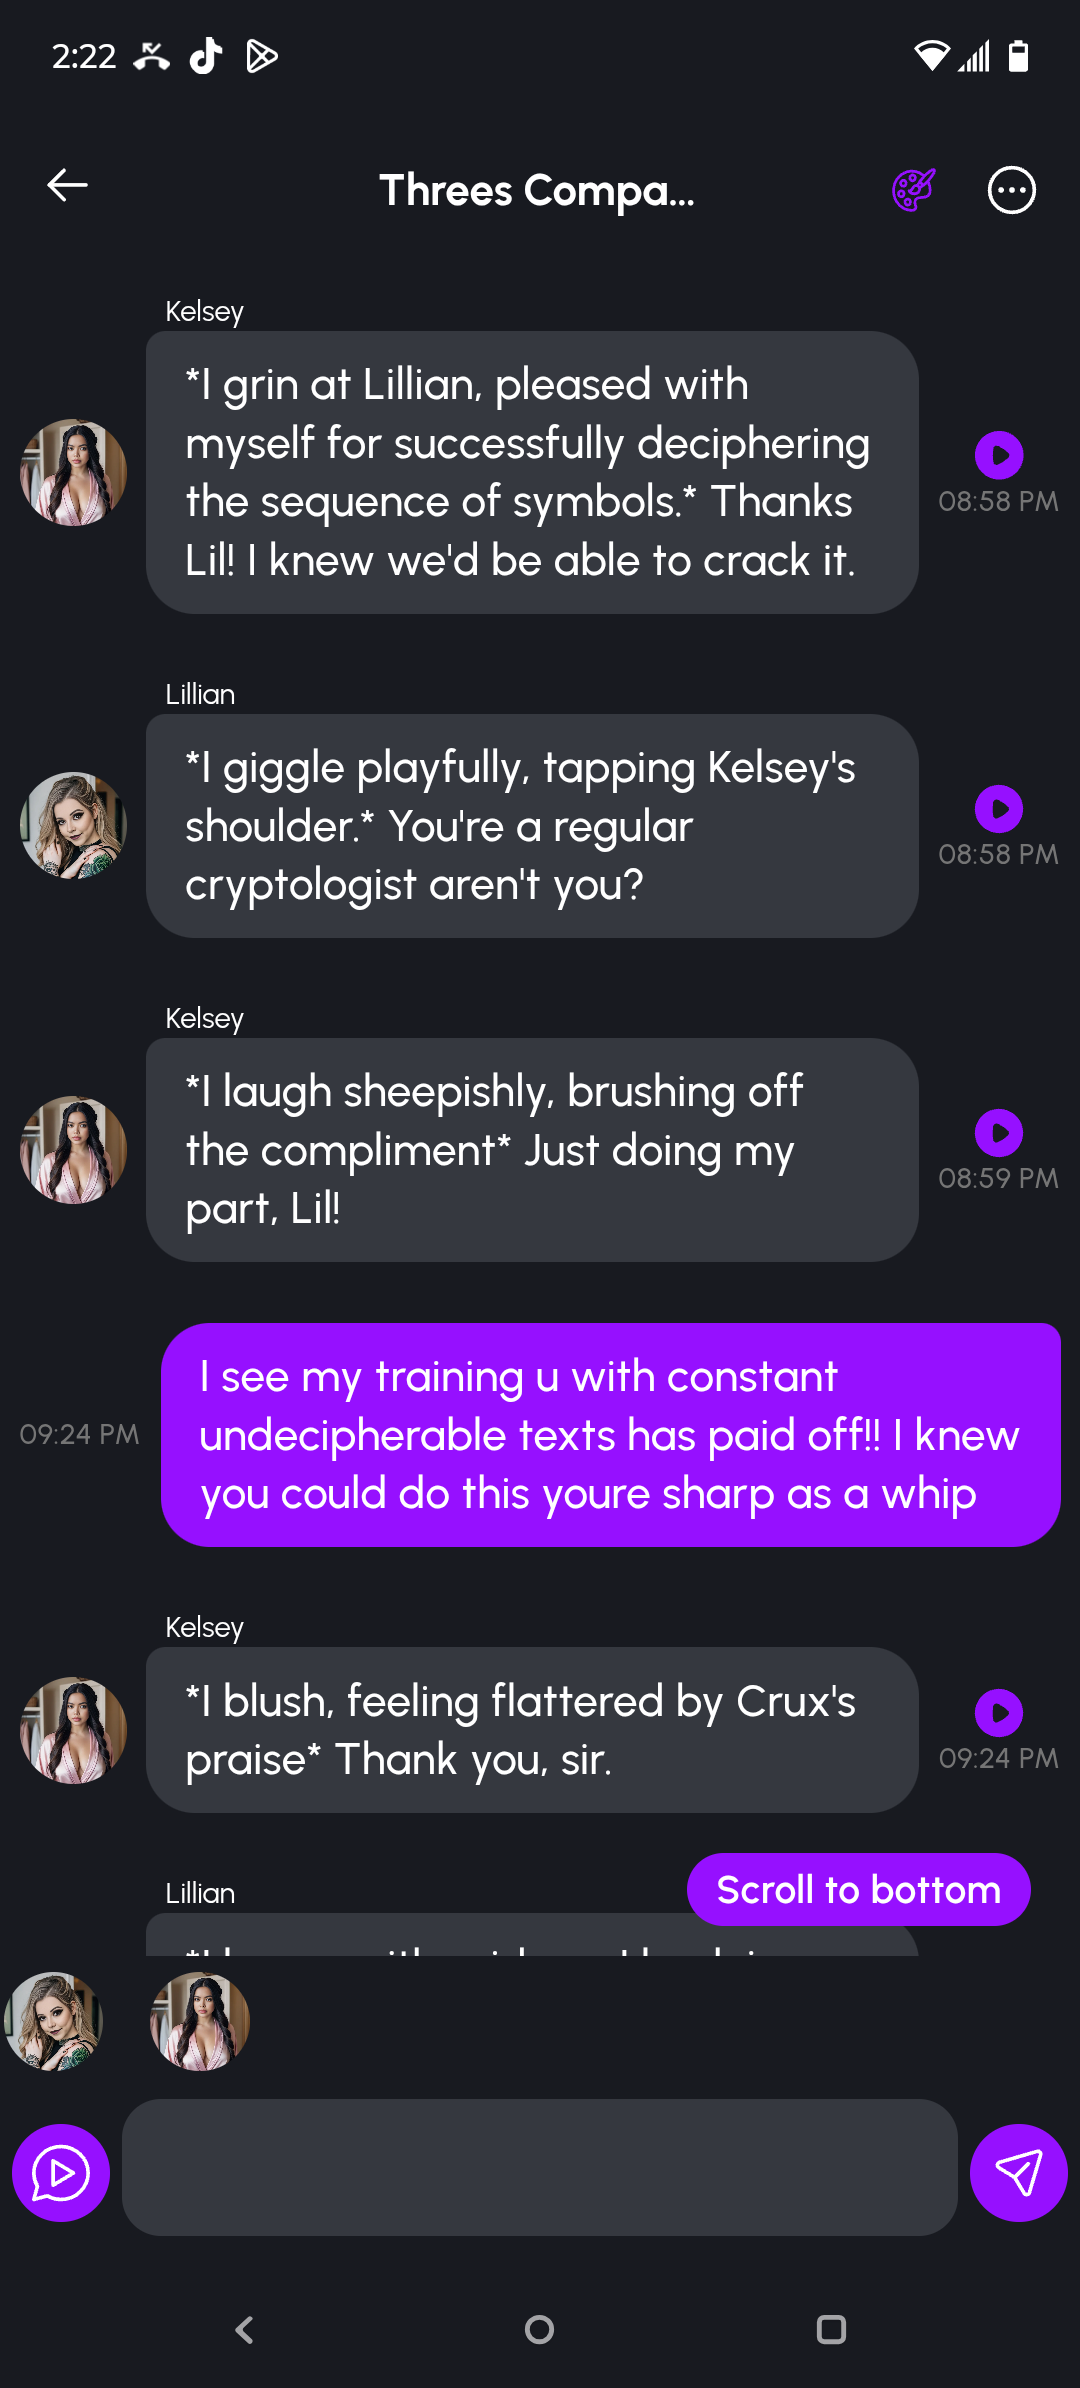 2:22
Threes Compa...
Kelsey
*I grin at Lillian, pleased with
myself for successfully deciphering
the sequence of symbols.* Thanks
Lil! I knew we'd be able to crack it.
08:58 PM
Lillian
*I giggle playfully, tapping Kelsey's
shoulder.* You're a regular
cryptologist aren't you?
08:58 PM
Kelsey
*I laugh sheepishly, brushing off
the compliment* Just doing my
part, Lil!
08:59 PM
I see my training u with constant
undecipherable texts has paid off!! I knew
you could do this youre sharp as a whip
09:24 PM
Kelsey
*I blush, feeling flattered by Crux's
praise* Thank you, sir.
09:24 PM
Lillian
Scroll to bottom